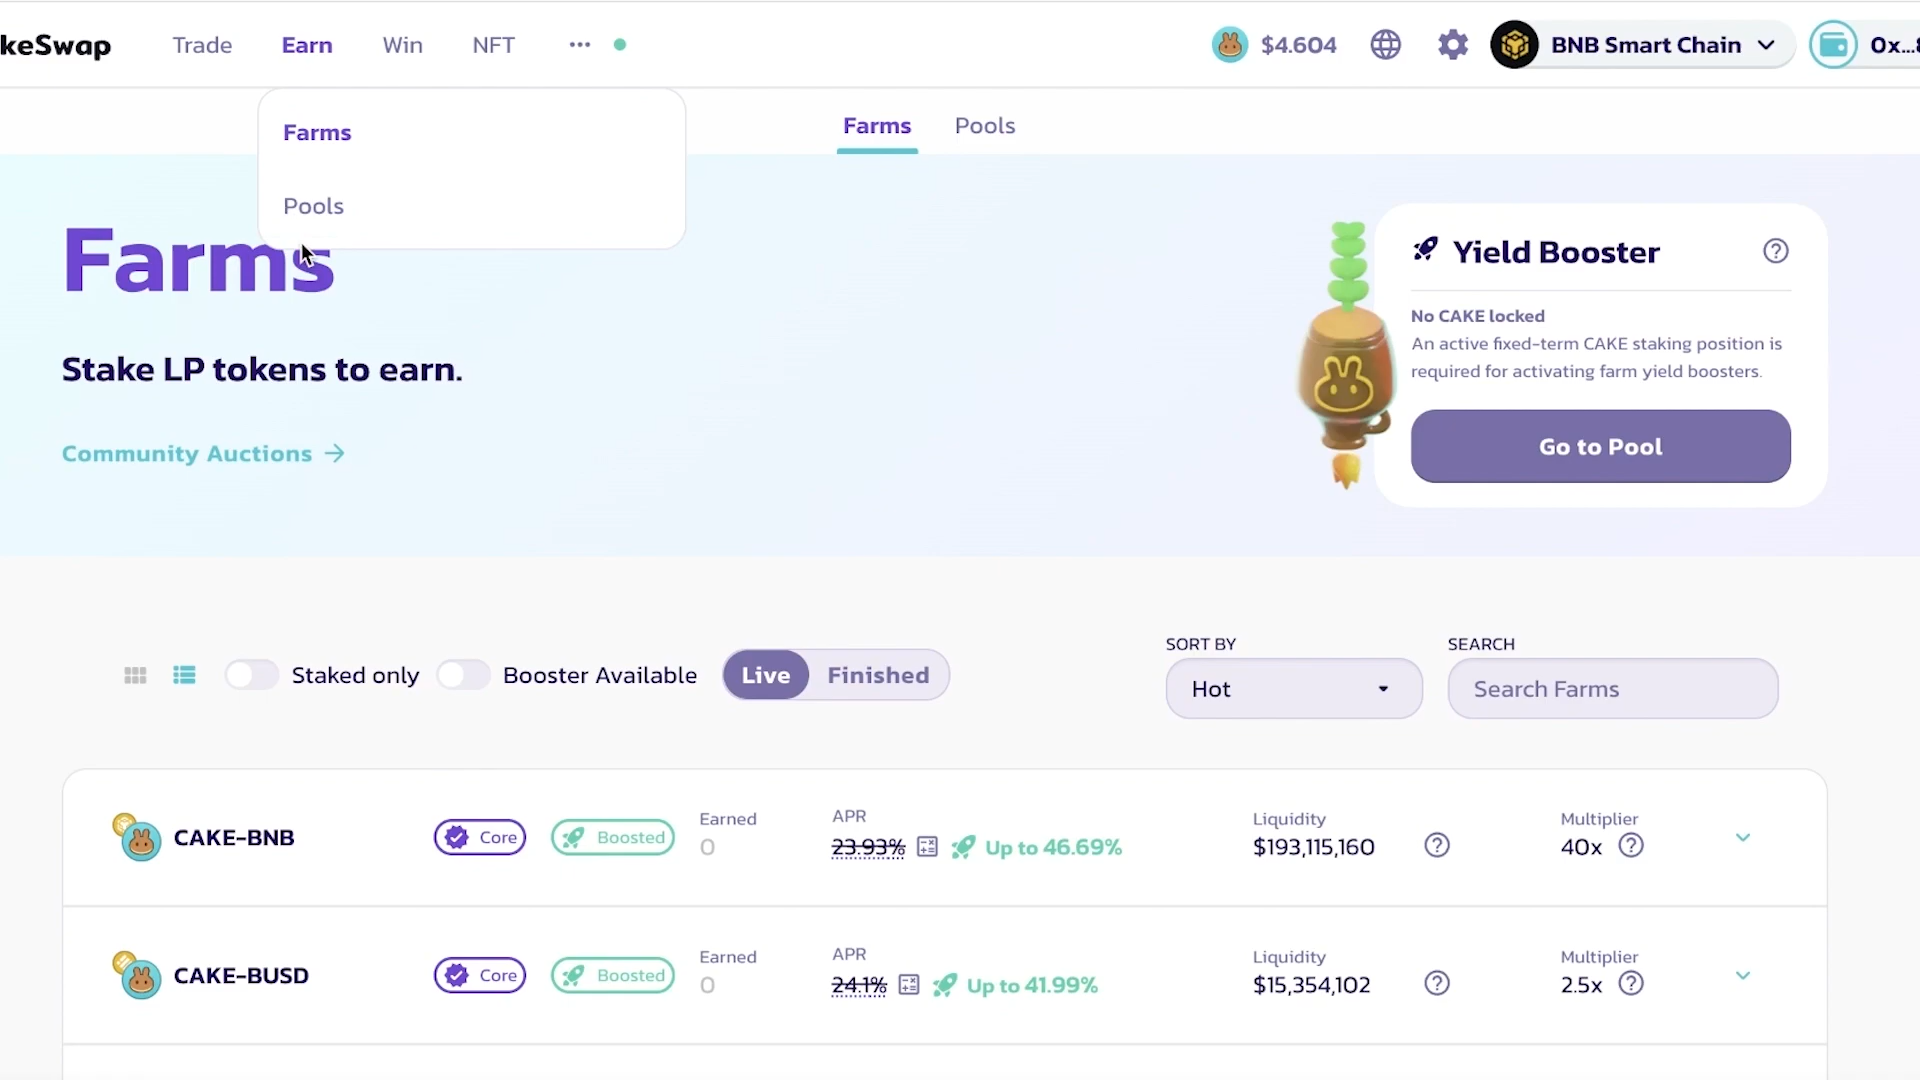 keSwap Trade Earn Win NFT ... $4.604 BNB Smart Chain 0x...
Farms
Pools
Farms Pools
Farms
Stake LP tokens to earn.
Community Auctions →
Yield Booster ?
No CAKE locked
An active fixed-term CAKE staking position is
required for activating farm yield boosters.
Go to Pool
Staked only Booster Available Live Finished
SORT BY
Hot
SEARCH
Search Farms
CAKE-BNB Core Boosted
Earned
0
APR
23.93% Up to 46.69%
Liquidity
$193,115,160 ?
Multiplier
40x ?
CAKE-BUSD Core Boosted
Earned
0
APR
24.1% Up to 41.99%
Liquidity
$15,354,102 ?
Multiplier
2.5x ?